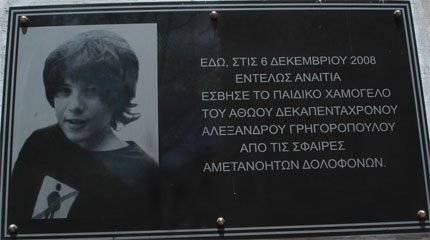 ΕΔΩ, ΣΤΙΣ 6 ΔΕΚΕΜΒΡΙΟΥ 2008
ΕΝΤΕΛΩΣ ΑΝΑΙΤΙΑ
ΕΣΒΗΣΕ ΤΟ ΠΑΙΔΙΚΟ ΧΑΜΟΓΕΛΟ
ΤΟΥ ΑΘΩΟΥ ΔΕΚΑΠΕΝΤΑΧΡΟΝΟΥ
ΑΛΕΞΑΝΔΡΟΥ ΓΡΗΓΟΡΟΠΟΥΛΟΥ
ΑΠΟ ΤΙΣ ΣΦΑΙΡΕΣ
ΑΜΕΤΑΝΟΗΤΩΝ ΔΟΛΟΦΟΝΩΝ.